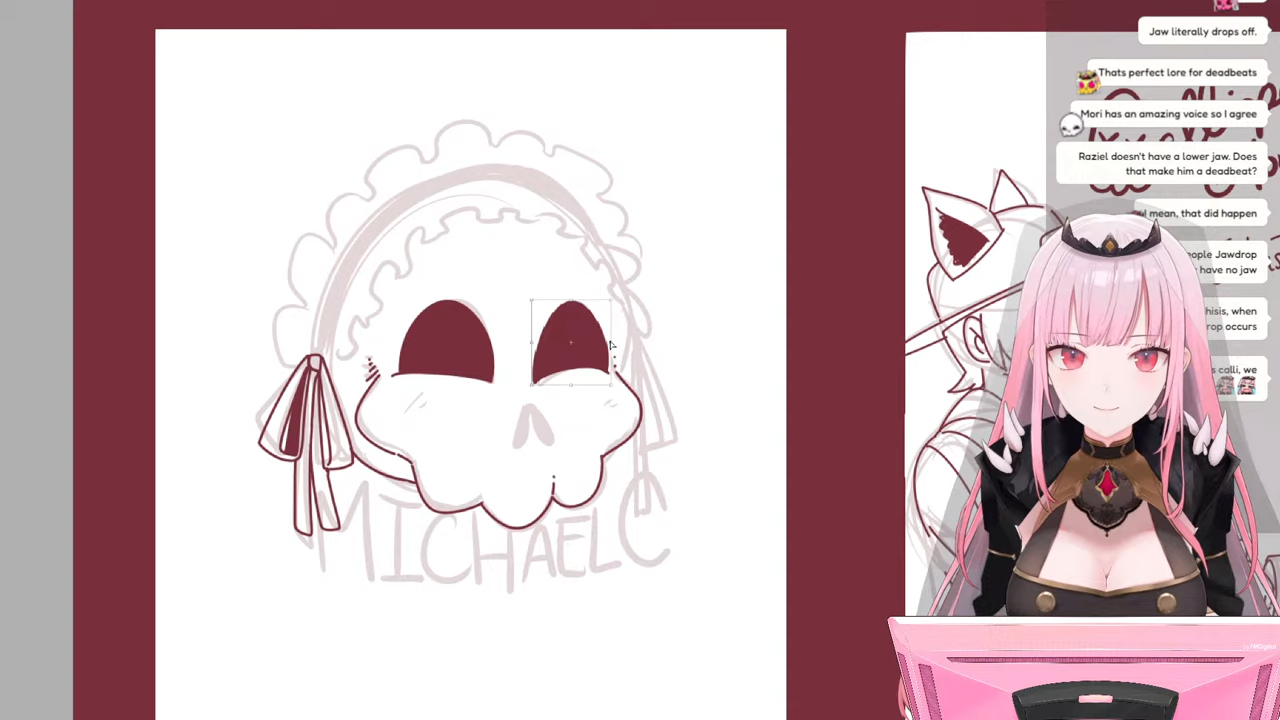 Jaw literally drops off.
Thats perfect lore for deadbeats
Mori has an amazing voice so I agree
Raziel doesn't have a lower jaw. Does
that make him a deadbeat?
mean, that did happen
Jawdrop
have no jaw
when
occurs
calli, we
MICHAELC